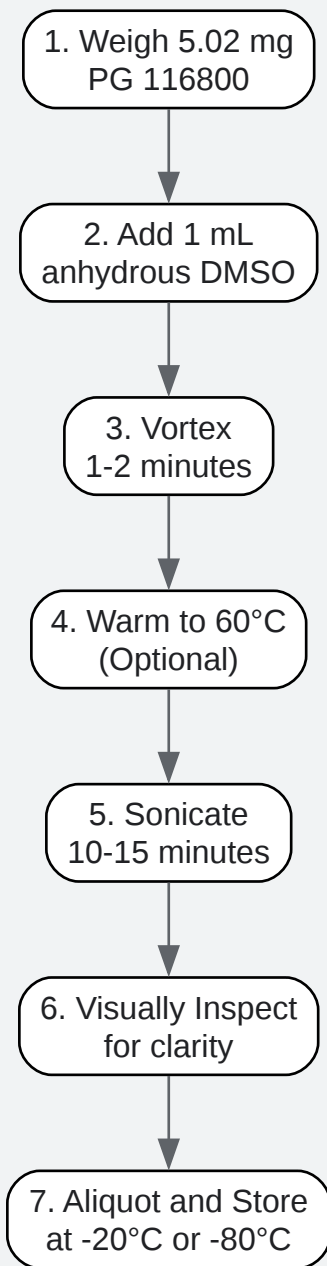 1. Weigh 5.02 mg
PG 116800
2. Add 1 mL
anhydrous DMSO
3. Vortex
1-2 minutes
4. Warm to 60°C
(Optional)
5. Sonicate
10-15 minutes
6. Visually Inspect
for clarity
7. Aliquot and Store
at -20°C or -80°C